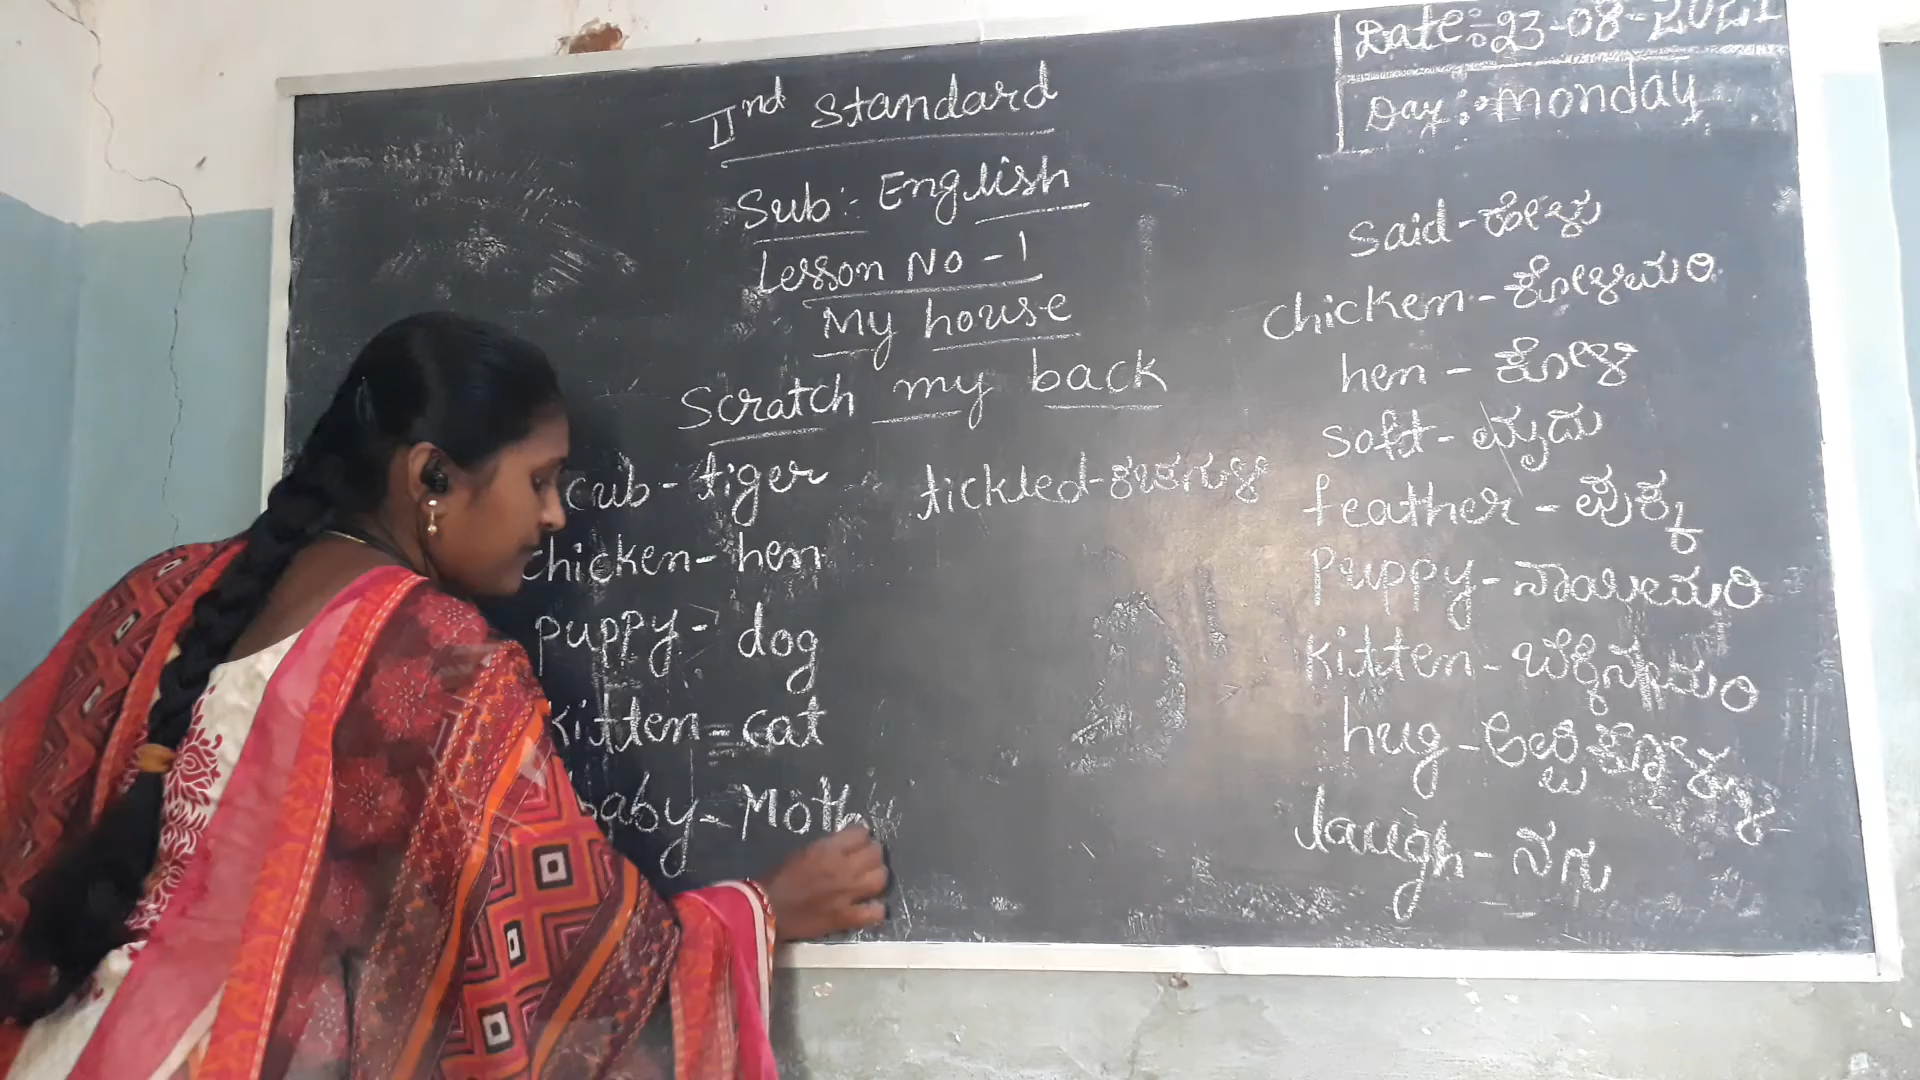 Date: 23-08-2021
Day: Monday
IInd Standard
Sub: English
Lesson No - 1
My house
Scratch my back
cub - tiger
chicken - hen
puppy - dog
kitten - cat
baby - Moth
tickled - ಕಚಗುಳಿ
said - ಹೇಳು
chicken - ಕೋಳಿಮರಿ
hen - ಕೋಳಿ
soft - ಮೃದು
feather - ಪುಕ್ಕ
Puppy - ನಾಯಿಮರಿ
Kitten - ಬೆಕ್ಕಿನಮರಿ
hug - ಅಪ್ಪಿಕೊಳ್ಳು
laugh - ನಗು